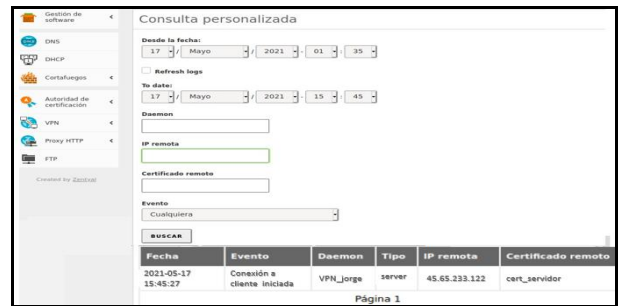 Gestión de
software
DNS
DHCP
Cortafuegos
Autoridad de
certificación
VPN
Proxy HTTP
FTP
Created by Zentyal
Consulta personalizada
Desde la fecha:
17 / Mayo / 2021 01 : 35
Refresh logs
To date:
17 / Mayo / 2021 15 : 45
Daemon
IP remota
Certificado remoto
Evento
Cualquiera
BUSCAR
Fecha Evento Daemon Tipo IP remota Certificado remoto
2021-05-17
15:45:27 Conexión a
cliente iniciada VPN_jorge server 45.65.233.122 cert_servidor
Página 1